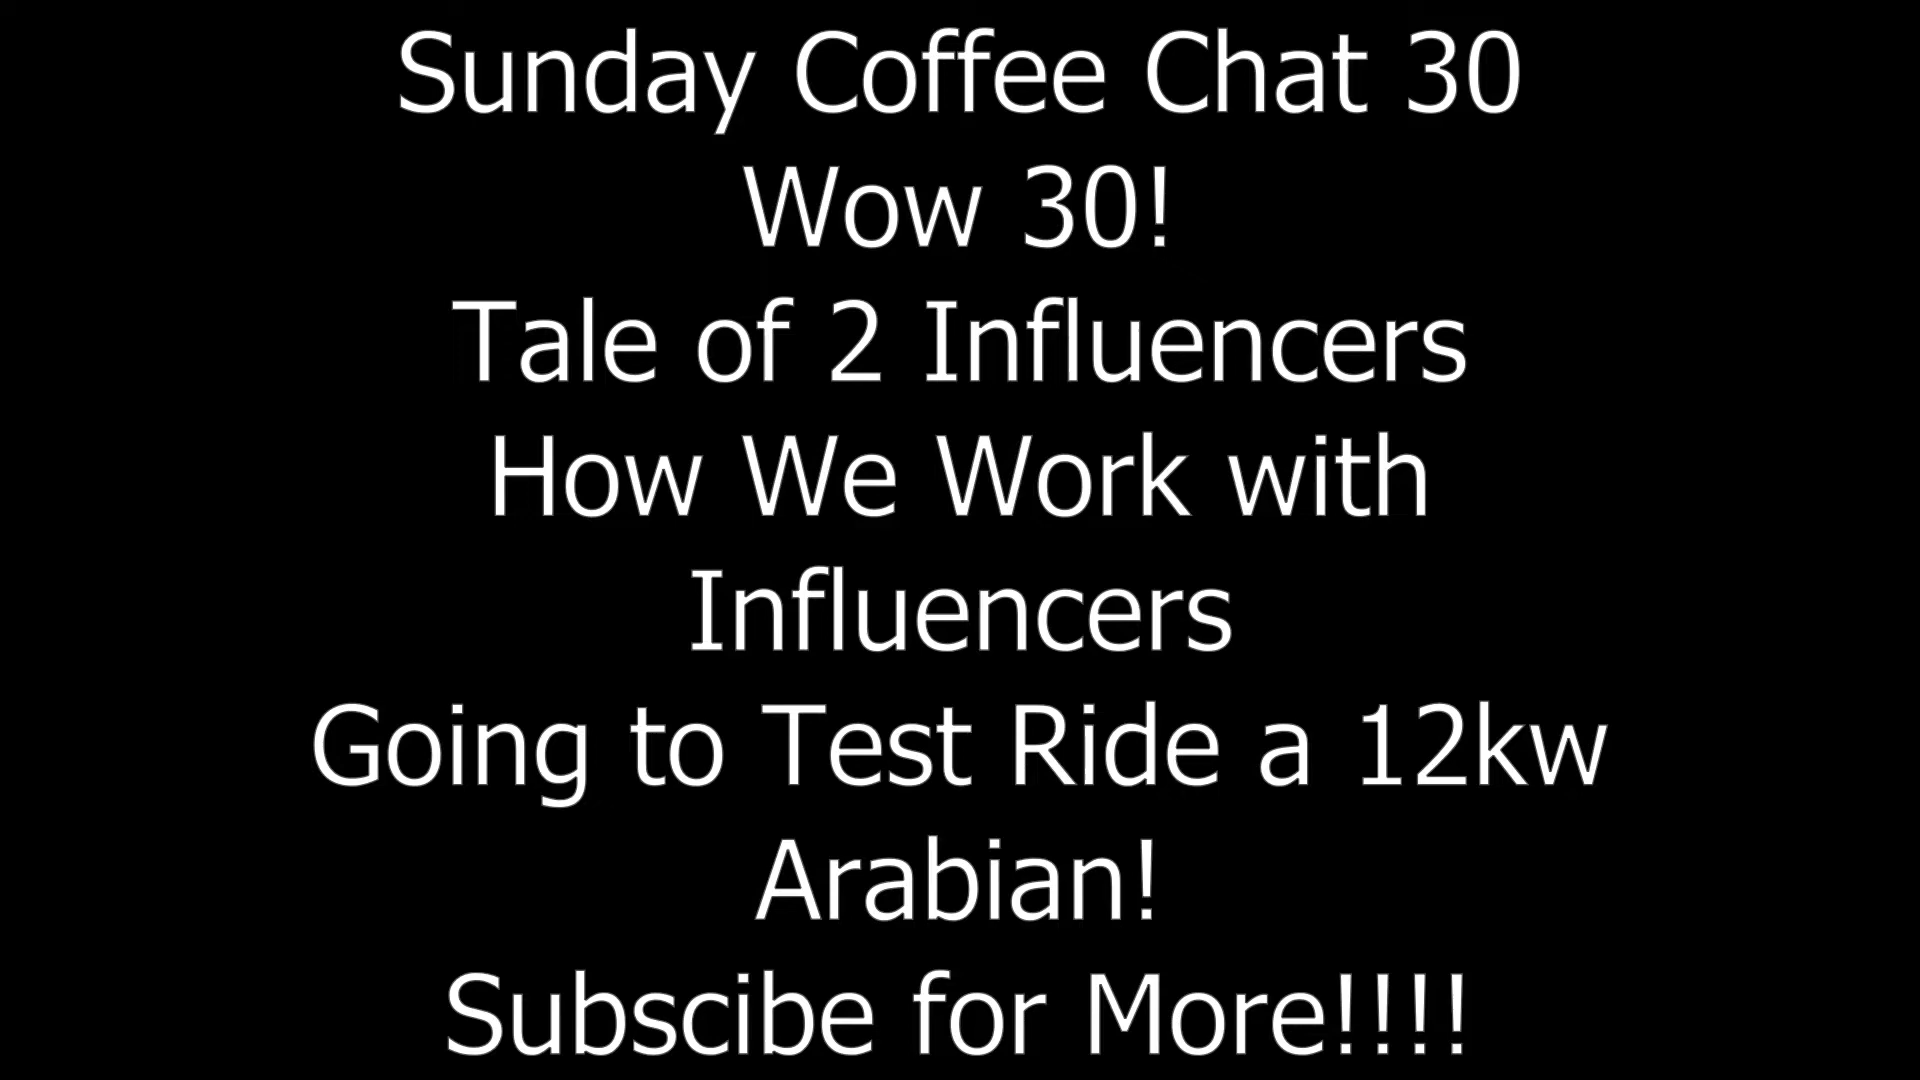 Sunday Coffee Chat 30
Wow 30!
Tale of 2 Influencers
How We Work with
Influencers
Going to Test Ride a 12kw
Arabian!
Subscibe for More!!!!